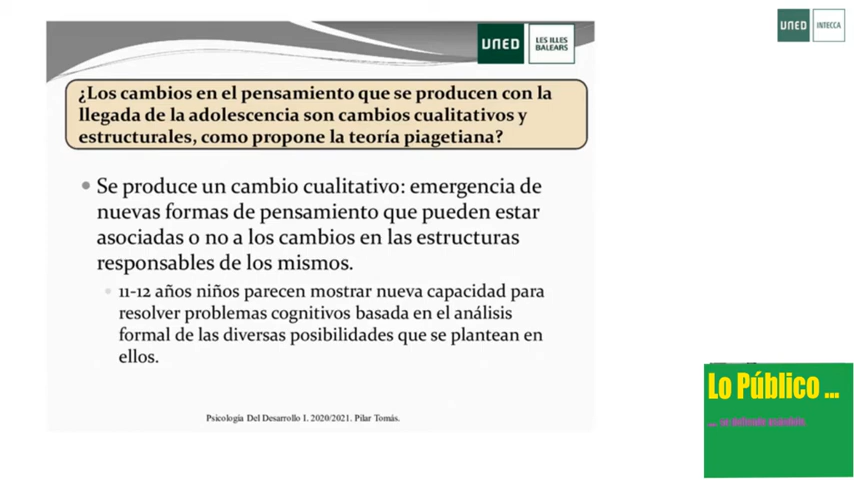 UNED
LES ILLES
BALEARS
UNED
INTECCA
¿Los cambios en el pensamiento que se producen con la
llegada de la adolescencia son cambios cualitativos y
estructurales, como propone la teoría piagetiana?
Se produce un cambio cualitativo: emergencia de
nuevas formas de pensamiento que pueden estar
asociadas o no a los cambios en las estructuras
responsables de los mismos.
11-12 años niños parecen mostrar nueva capacidad para
resolver problemas cognitivos basada en el análisis
formal de las diversas posibilidades que se plantean en
ellos.
Lo Público ...
Psicología Del Desarrollo I. 2020/2021. Pilar Tomás.